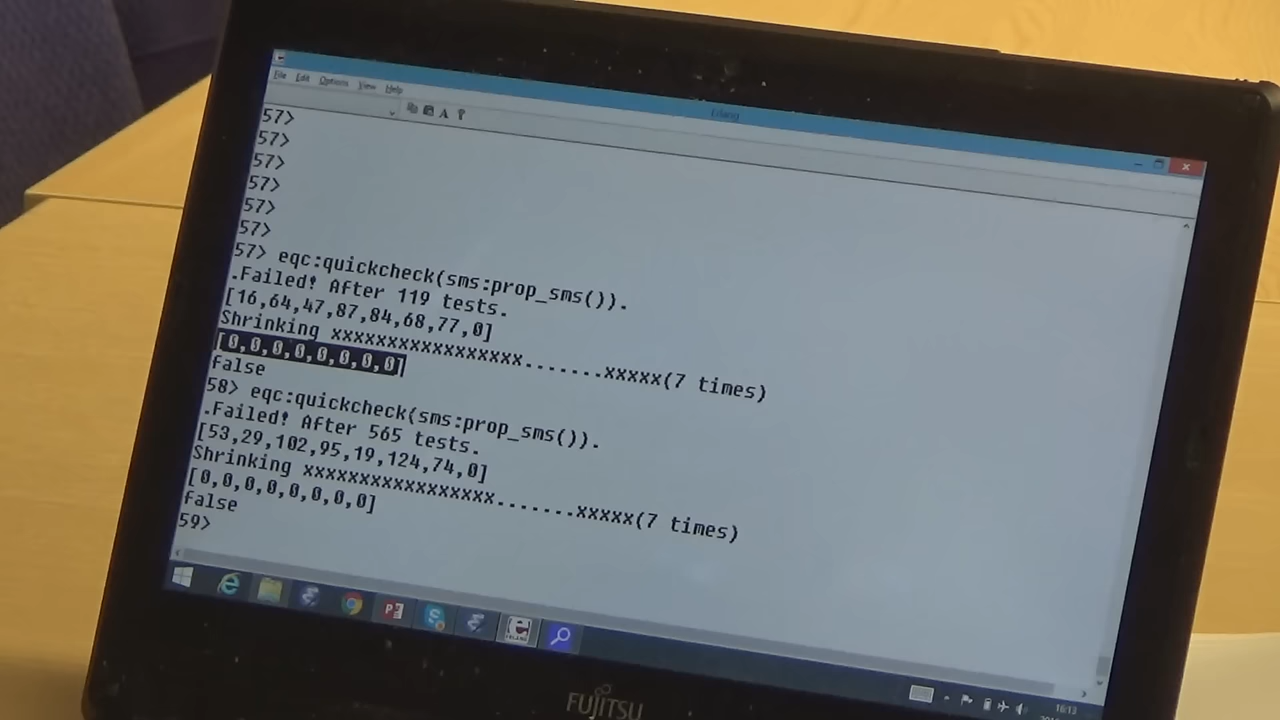 Erlang
File Edit Options View Help
57>
57>
57>
57>
57>
57>
57> eqc:quickcheck(sms:prop_sms()).
.Failed! After 119 tests.
[16,64,47,87,84,68,77,0]
Shrinking xxxxxxxxxxxxxxxxx.......xxxxx(7 times)
[0,0,0,0,0,0,0,0]
false
58> eqc:quickcheck(sms:prop_sms()).
.Failed! After 565 tests.
[53,29,102,95,19,124,74,0]
Shrinking xxxxxxxxxxxxxxxxx.......xxxxx(7 times)
[0,0,0,0,0,0,0,0]
false
59>
16:13
FUJITSU